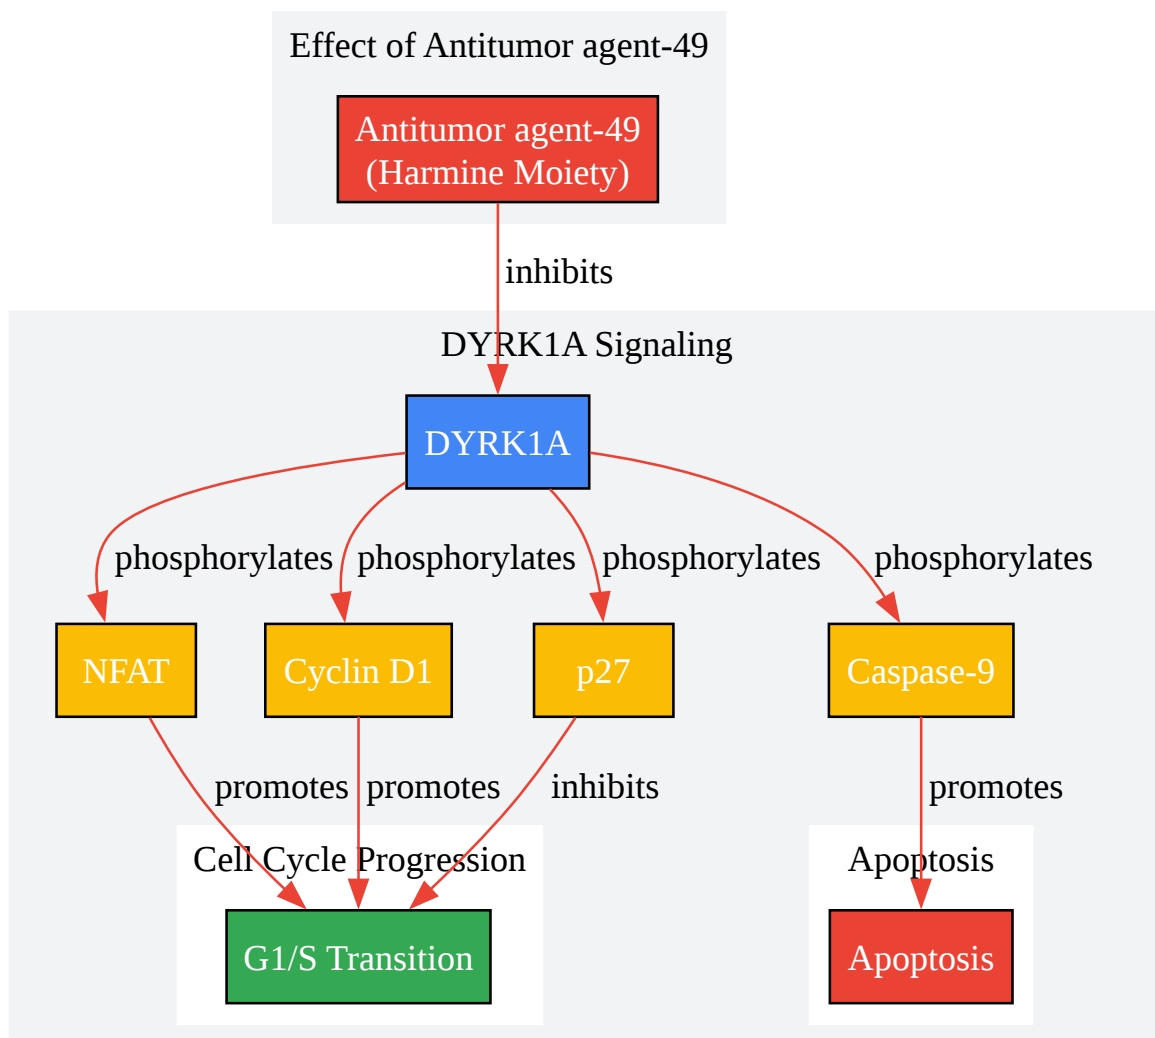 Effect of Antitumor agent-49
Antitumor agent-49
(Harmine Moiety)
inhibits
DYRK1A Signaling
DYRK1A
phosphorylates
phosphorylates
phosphorylates
phosphorylates
NFAT
Cyclin D1
p27
Caspase-9
promotes
promotes
inhibits
promotes
Cell Cycle Progression
Apoptosis
G1/S Transition
Apoptosis